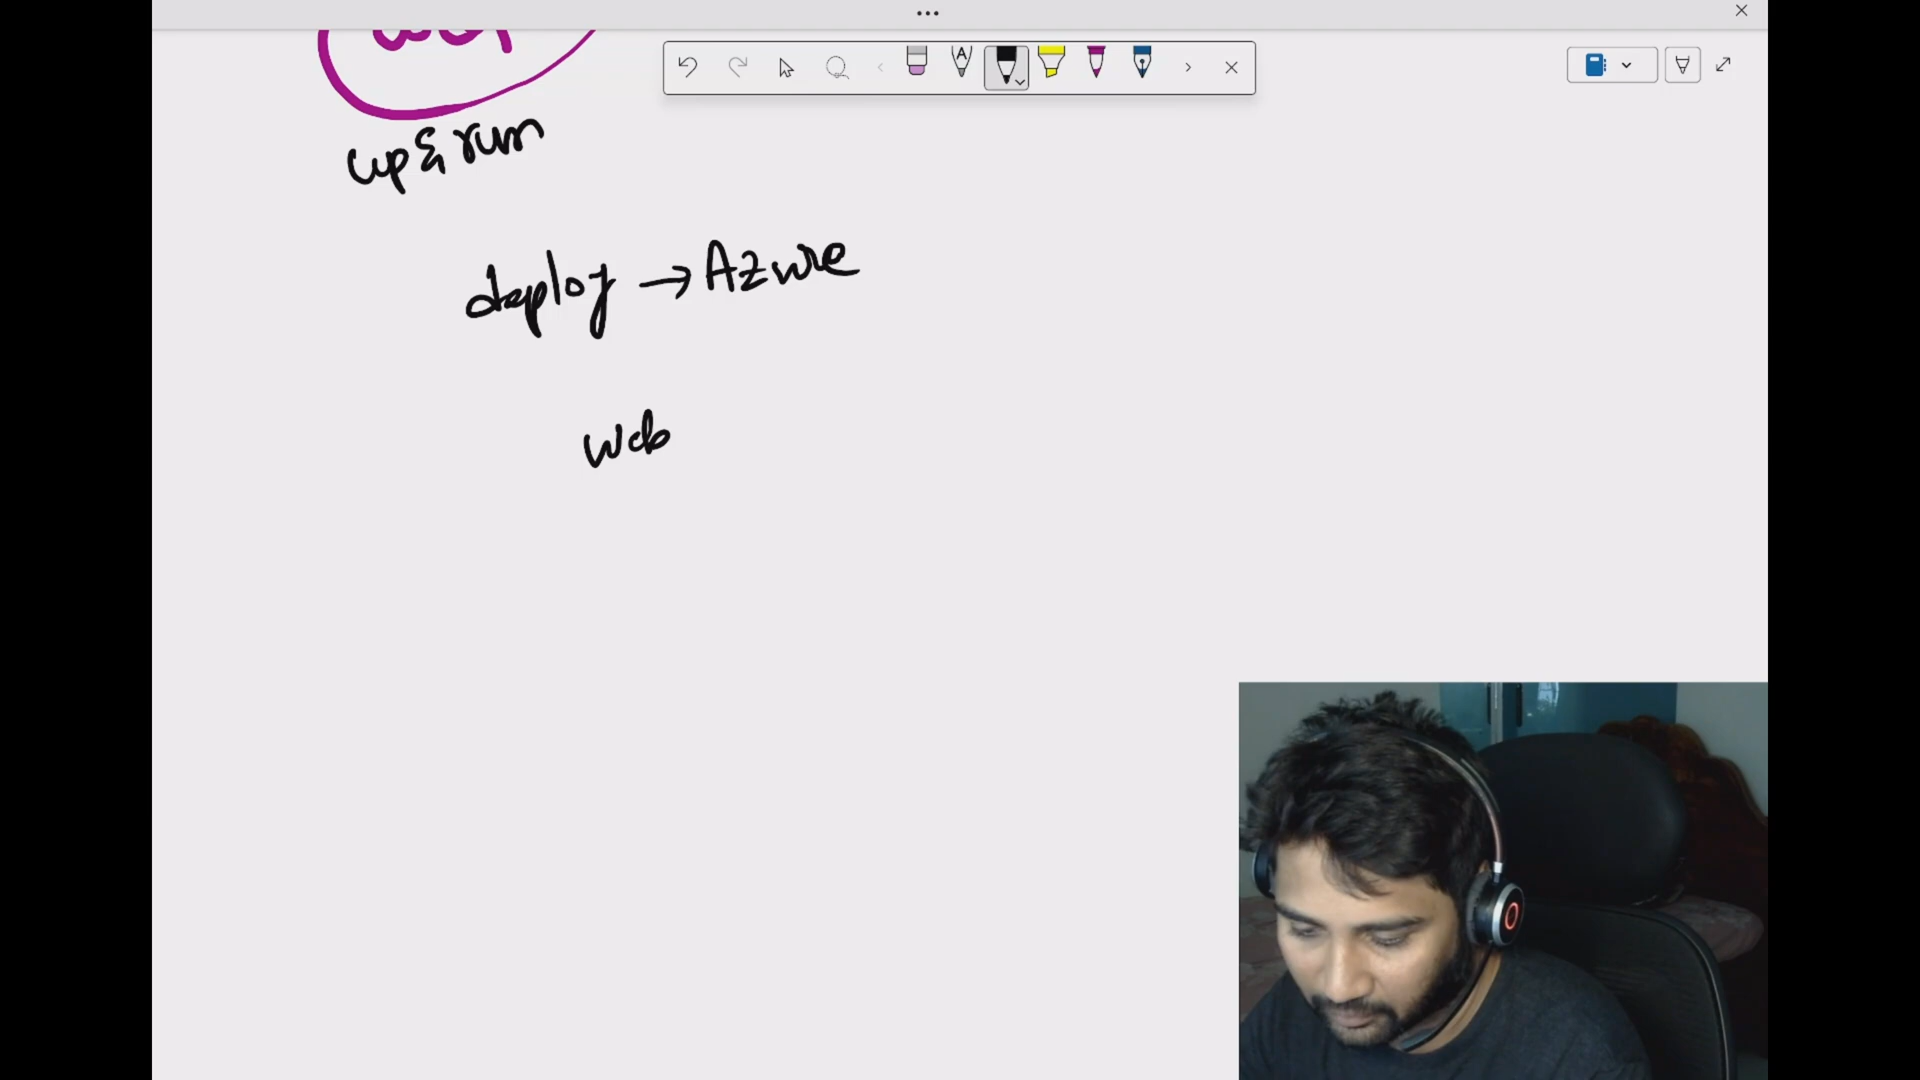 up & run
deploy → Azure
Web